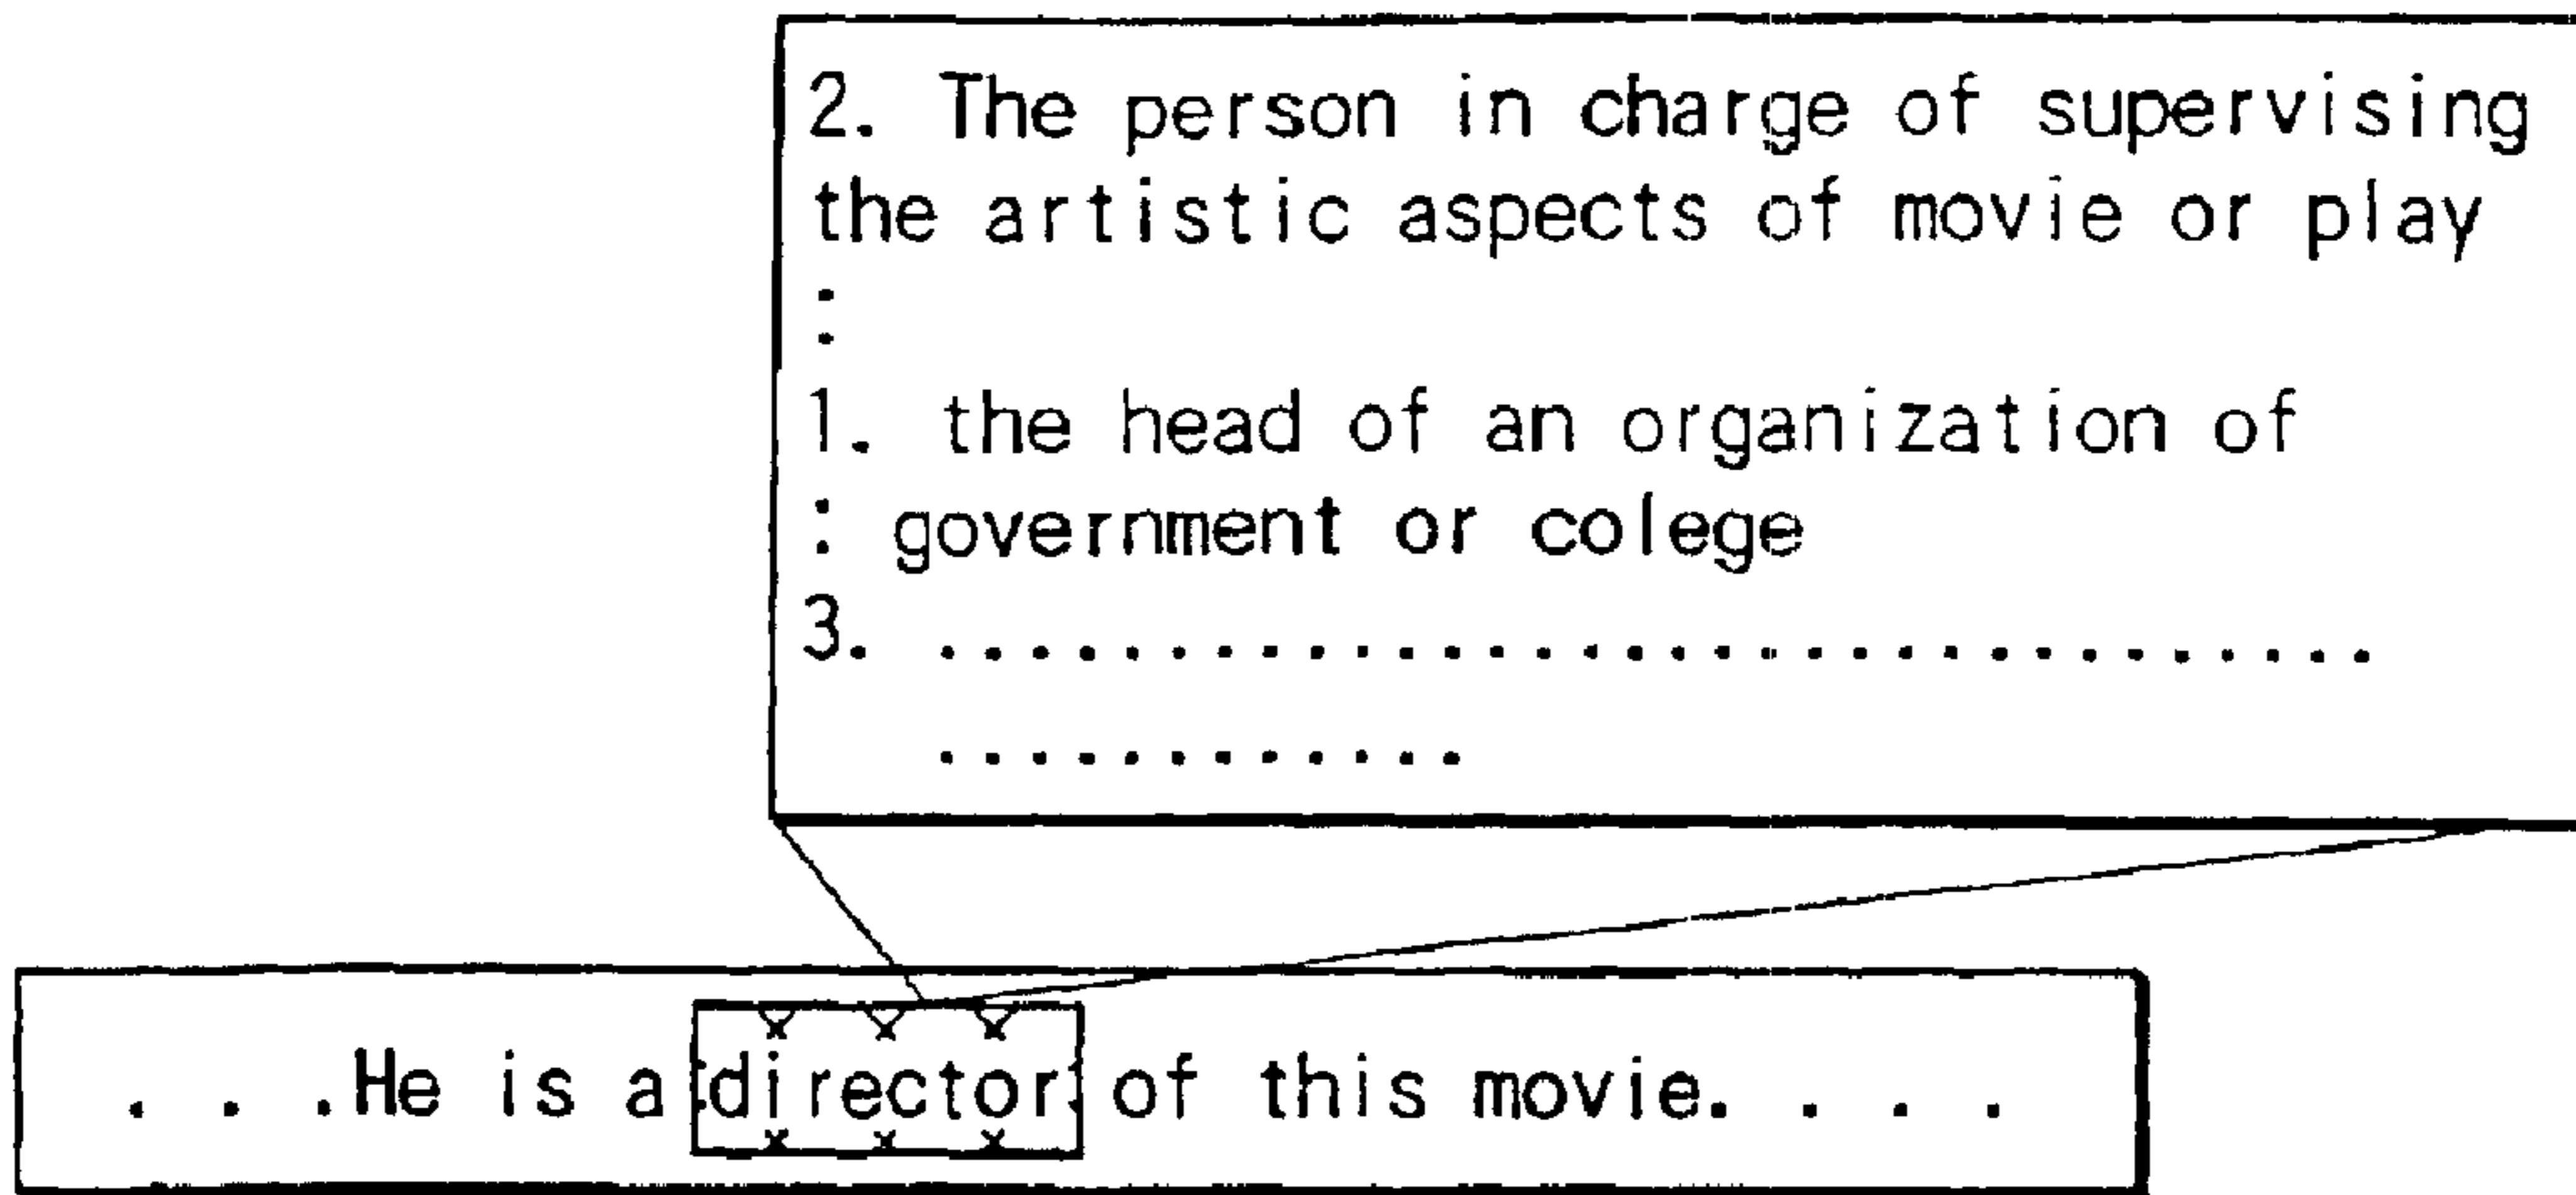 2. The person in charge of supervising
the artistic aspects of movie or play
:
1. the head of an organization of
: government or colege
3. ................................
............
. . .He is a director of this movie. . . .